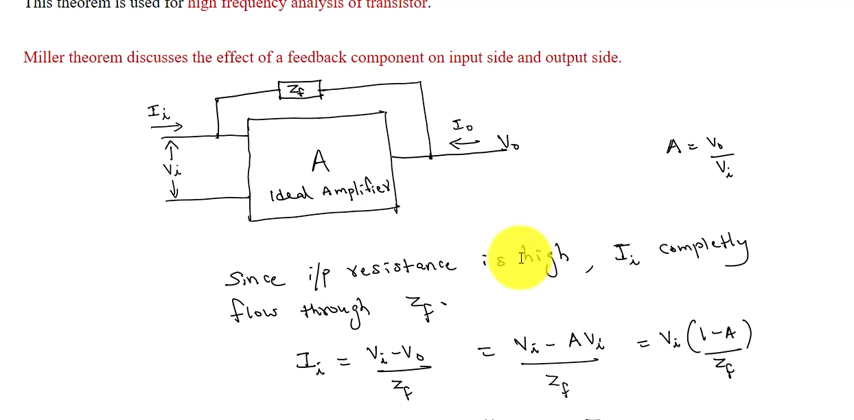 This theorem is used for high frequency analysis of transistor.
Miller theorem discusses the effect of a feedback component on input side and output side.
Zf
Ii
Io
Vo
Vi
A
Ideal Amplifier
A = Vo/Vi
Since i/p resistance is high, Ii completly
flow through Zf.
Ii = (Vi-Vo)/Zf = (Vi - AVi)/Zf = Vi((1-A)/Zf)